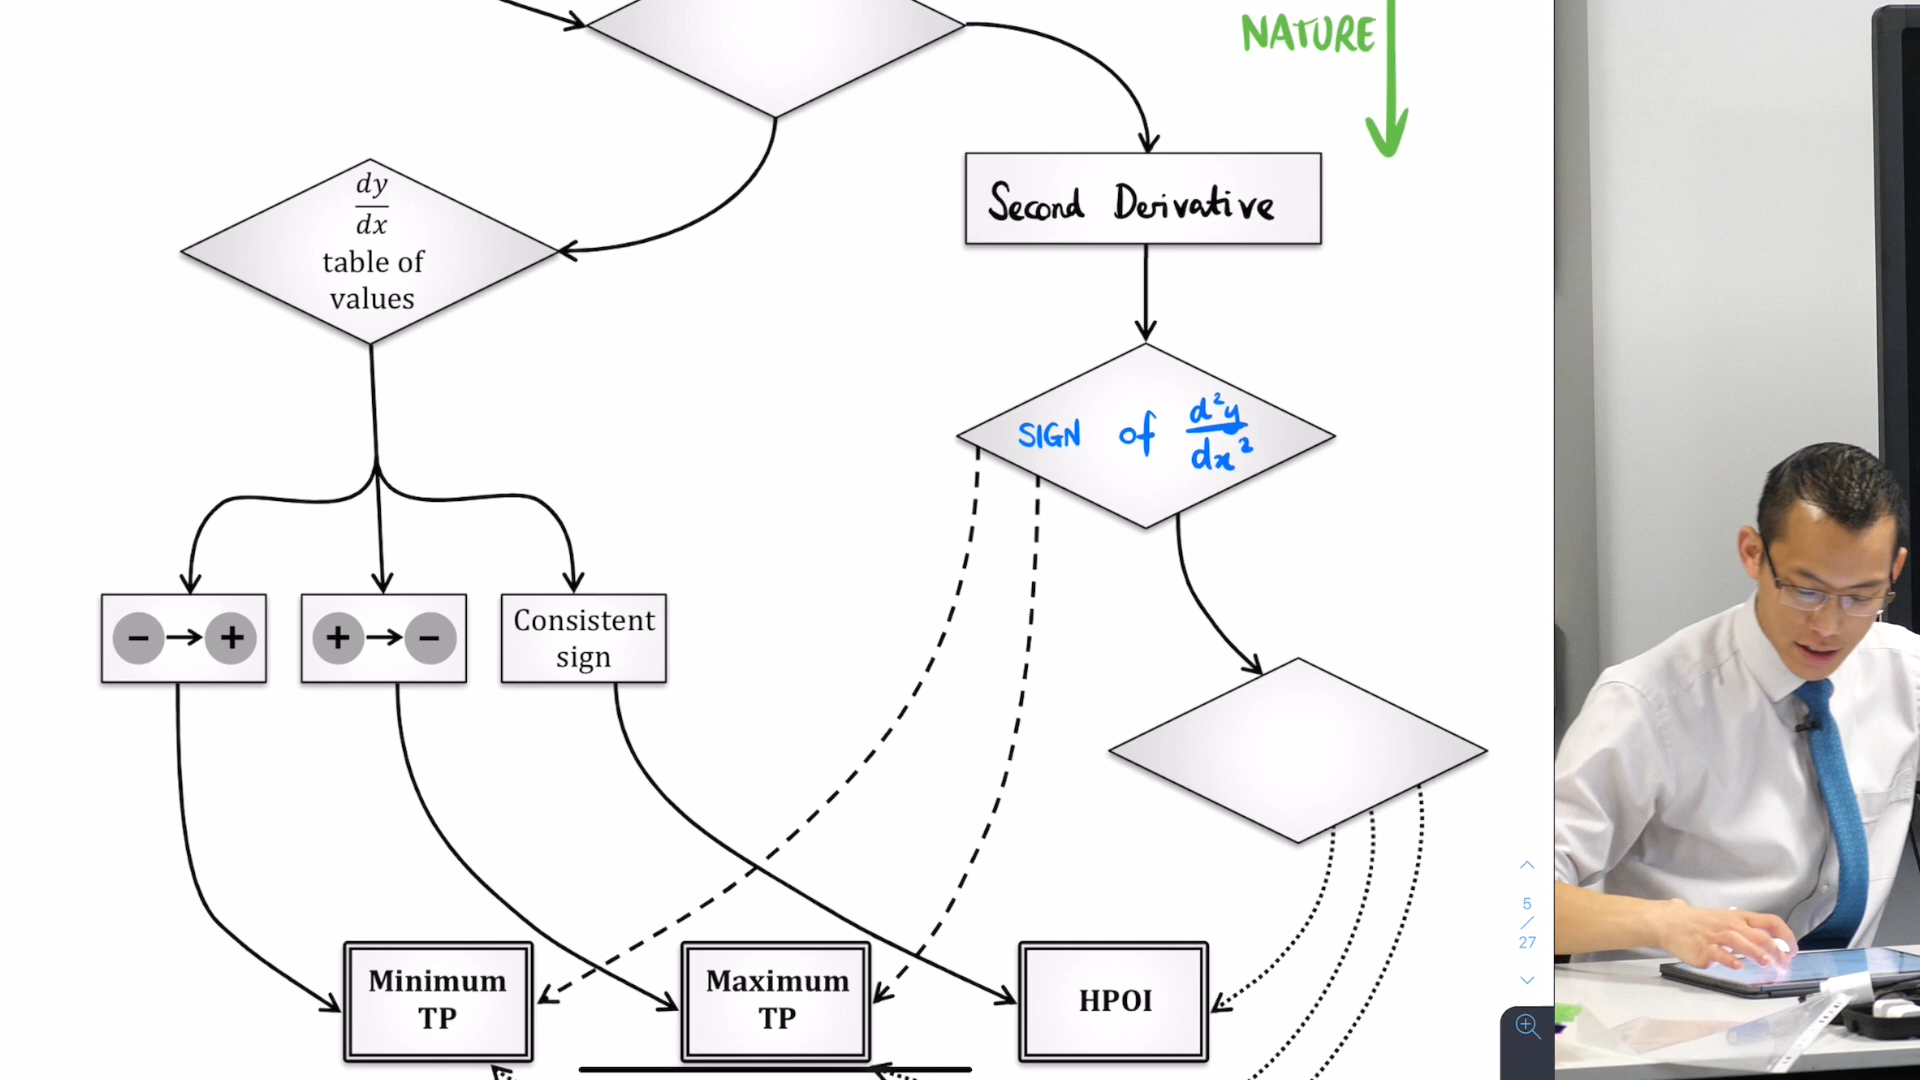 NATURE
Second Derivative
dy
dx
table of
values
SIGN of d²y
dx²
− → +
+ → −
Consistent
sign
Minimum
TP
Maximum
TP
HPOI
5
/
27